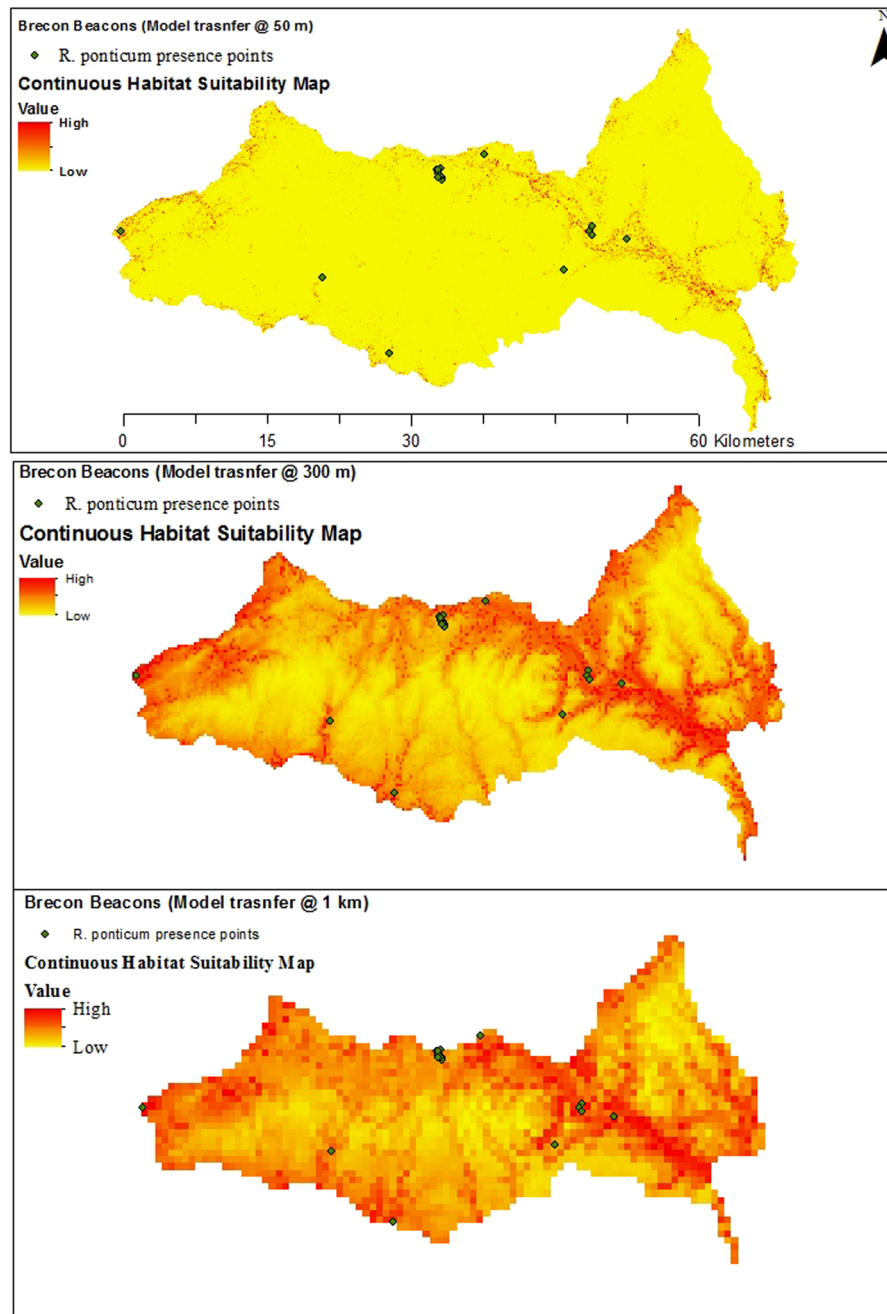 Brecon Beacons (Model trasnfer @ 50 m)
N
R. ponticum presence points
Continuous Habitat Suitability Map
Value
High
Low
0 15 30 60 Kilometers
Brecon Beacons (Model trasnfer @ 300 m)
R. ponticum presence points
Continuous Habitat Suitability Map
Value
High
Low
Brecon Beacons (Model trasnfer @ 1 km)
R. ponticum presence points
Continuous Habitat Suitability Map
Value
High
Low